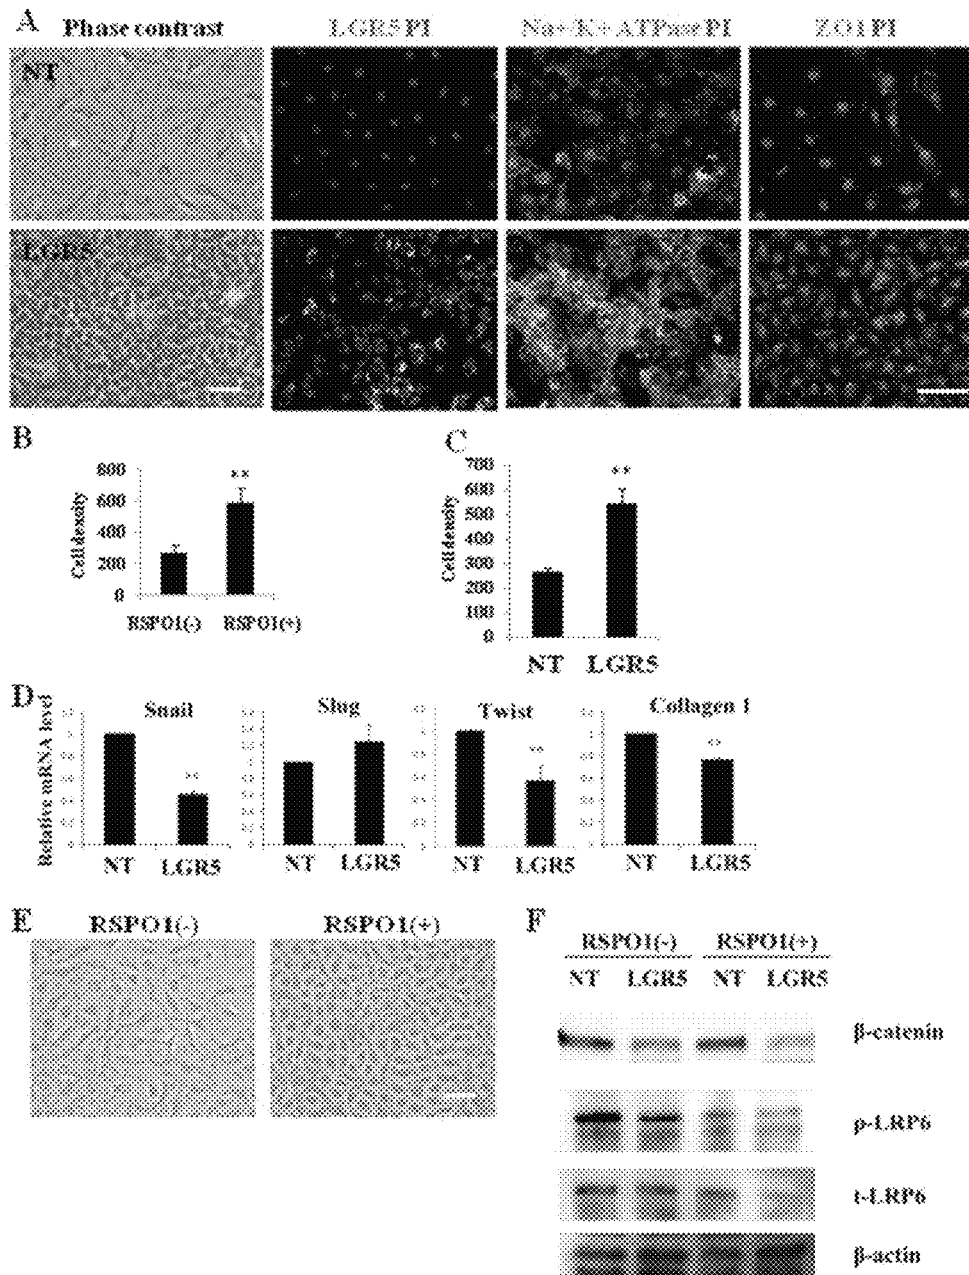 A
Phase contrast LGR5 PI Na+/K+ ATPase PI ZO1 PI
NT
LGR5
B
Cell density
800
600
400
200
0
**
RSPO1(-) RSPO1(+)
C
Cell density
700
600
500
400
300
200
100
0
**
NT LGR5
D
Relative mRNA level
Snail
**
NT LGR5
Slug
NT LGR5
Twist
**
NT LGR5
Collagen 1
**
NT LGR5
E
RSPO1(-) RSPO1(+)
F
RSPO1(-) RSPO1(+)
NT LGR5 NT LGR5
β-catenin
p-LRP6
t-LRP6
β-actin